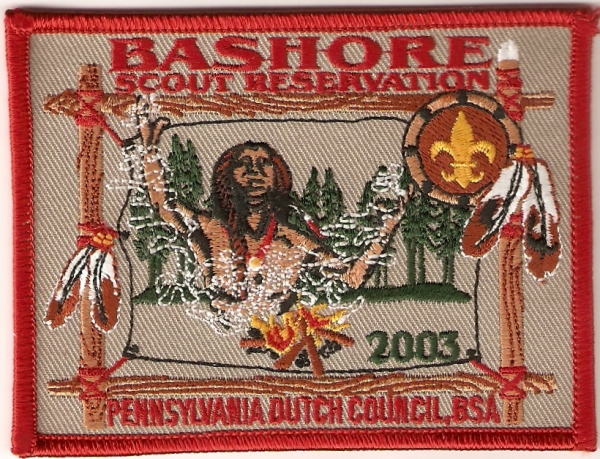 BASHORE
SCOUT RESERVATION
2003
PENNSYLVANIA DUTCH COUNCIL, BSA